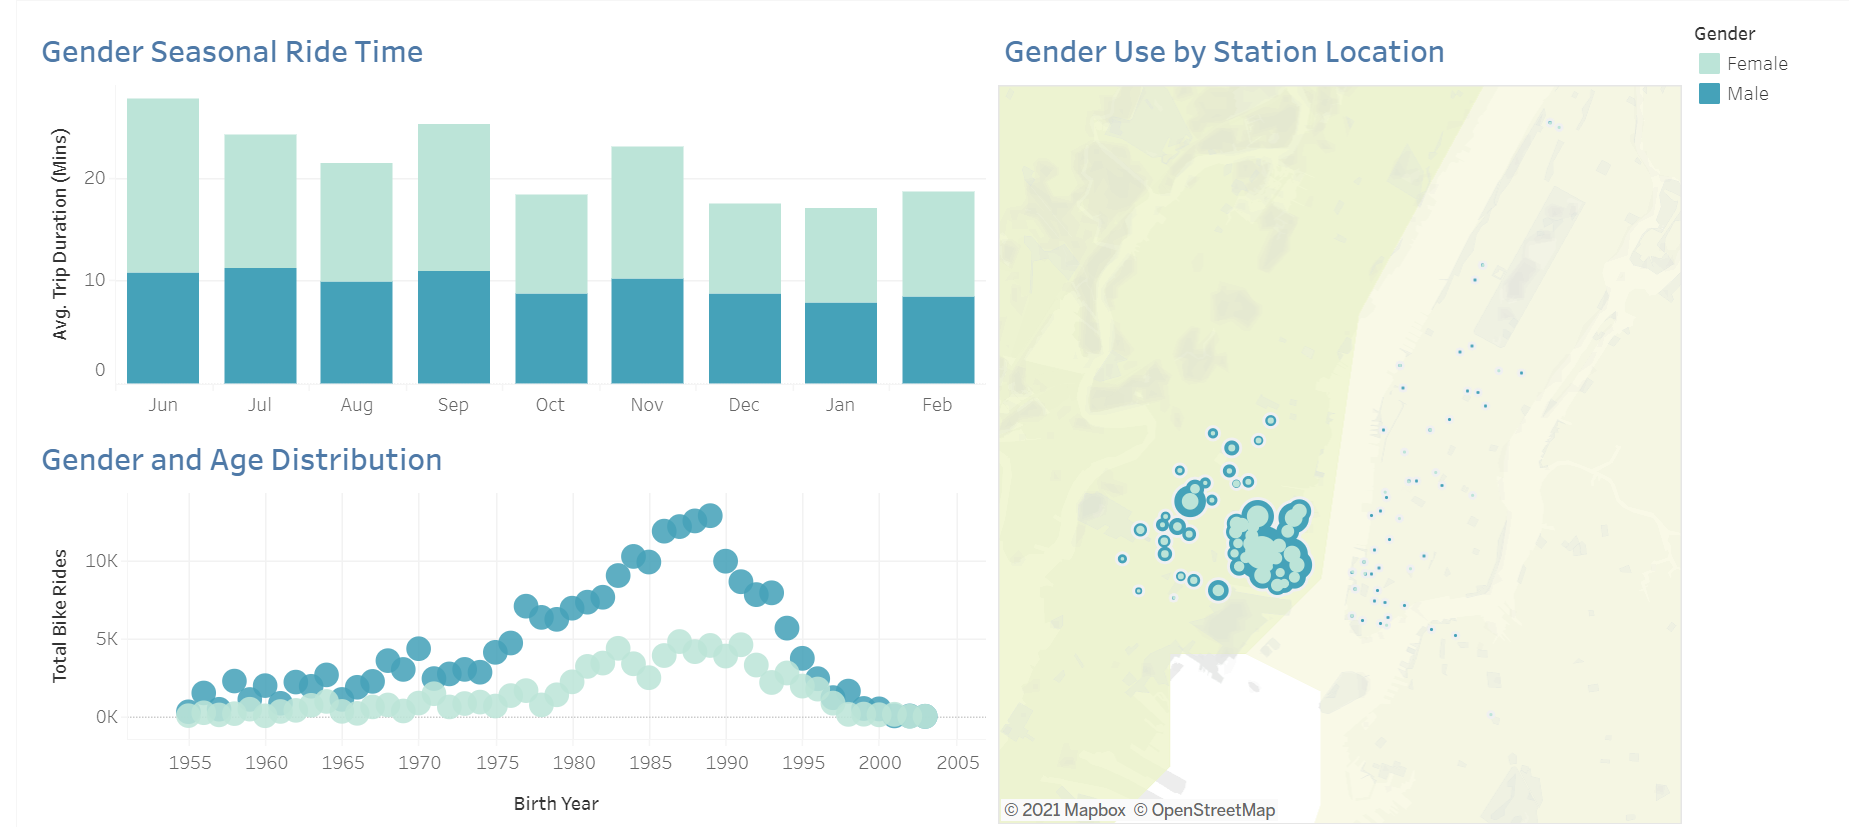 Gender Seasonal Ride Time
Avg. Trip Duration (Mins)
20
10
0
Jun Jul Aug Sep Oct Nov Dec Jan Feb
Gender and Age Distribution
Total Bike Rides
10K
5K
0K
1955 1960 1965 1970 1975 1980 1985 1990 1995 2000 2005
Birth Year
Gender Use by Station Location
© 2021 Mapbox © OpenStreetMap
Gender
Female
Male